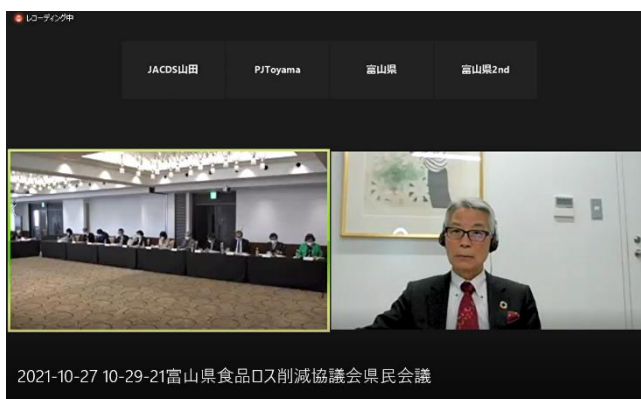 レコーディング中
JACDS山田
PJToyama
富山県
富山県2nd
2021-10-27 10-29-21富山県食品ロス削減協議会県民会議